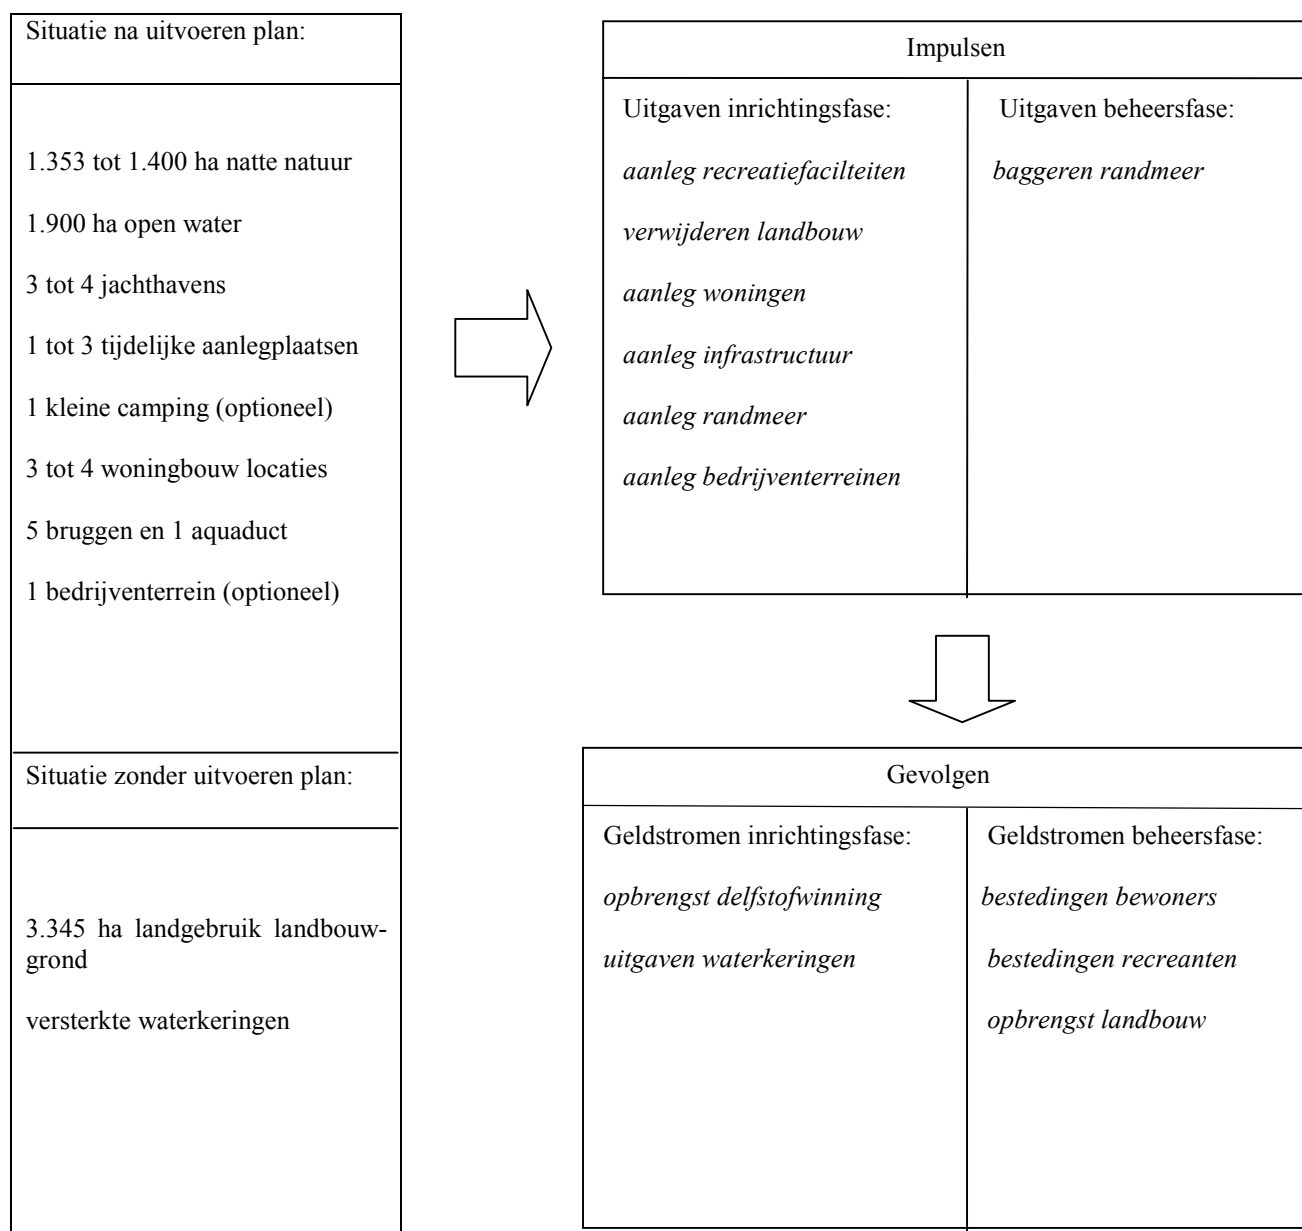 Situatie na uitvoeren plan:
1.353 tot 1.400 ha natte natuur
1.900 ha open water
3 tot 4 jachthavens
1 tot 3 tijdelijke aanlegplaatsen
1 kleine camping (optioneel)
3 tot 4 woningbouw locaties
5 bruggen en 1 aquaduct
1 bedrijventerrein (optioneel)
Situatie zonder uitvoeren plan:
3.345 ha landgebruik landbouw-
grond
versterkte waterkeringen
Impulsen
Uitgaven inrichtingsfase:
aanleg recreatiefacilteiten
verwijderen landbouw
aanleg woningen
aanleg infrastructuur
aanleg randmeer
aanleg bedrijventerreinen
Uitgaven beheersfase:
baggeren randmeer
Gevolgen
Geldstromen inrichtingsfase:
opbrengst delfstofwinning
uitgaven waterkeringen
Geldstromen beheersfase:
bestedingen bewoners
bestedingen recreanten
opbrengst landbouw